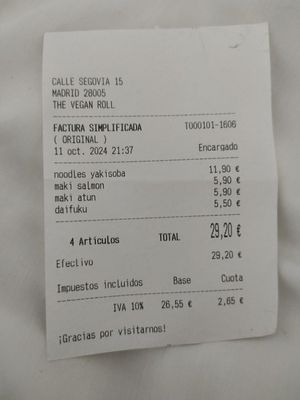 CALLE SEGOVIA 15
MADRID 28005
THE VEGAN ROLL
FACTURA SIMPLIFICADA T000101-1606
( ORIGINAL )
11 oct. 2024 21:37 Encargado
noodles yakisoba 11,90 €
maki salmon 5,90 €
maki atun 5,90 €
daifuku 5,50 €
4 Artículos TOTAL 29,20 €
Efectivo 29,20 €
Impuestos incluidos Base Cuota
IVA 10% 26,55 € 2,65 €
¡Gracias por visitarnos!